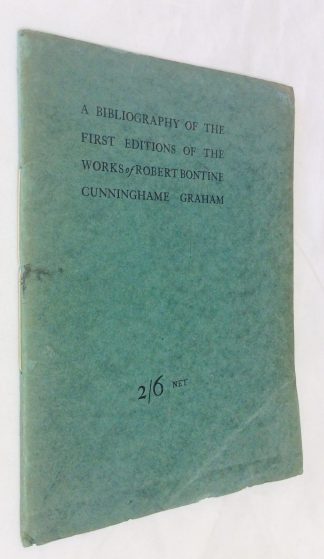 A BIBLIOGRAPHY OF THE
FIRST EDITIONS OF THE
WORKS of ROBERT BONTINE
CUNNINGHAME GRAHAM
2/6 NET